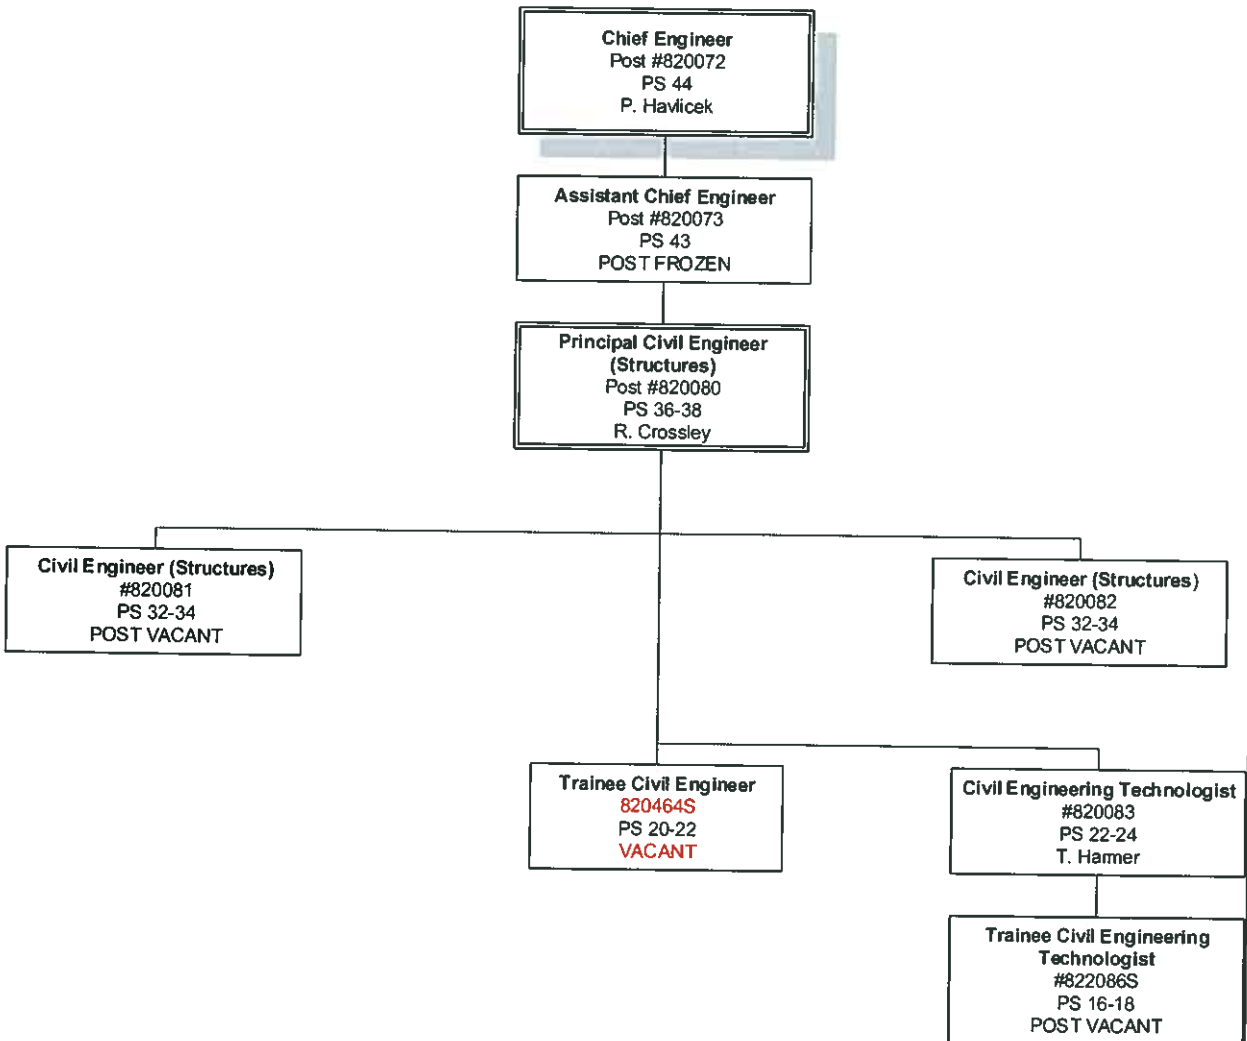 Chief Engineer
Post #820072
PS 44
P. Havlicek
Assistant Chief Engineer
Post #820073
PS 43
POST FROZEN
Principal Civil Engineer
(Structures)
Post #820080
PS 36-38
R. Crossley
Civil Engineer (Structures)
#820081
PS 32-34
POST VACANT
Civil Engineer (Structures)
#820082
PS 32-34
POST VACANT
Trainee Civil Engineer
820464S
PS 20-22
VACANT
Civil Engineering Technologist
#820083
PS 22-24
T. Harmer
Trainee Civil Engineering
Technologist
#822086S
PS 16-18
POST VACANT